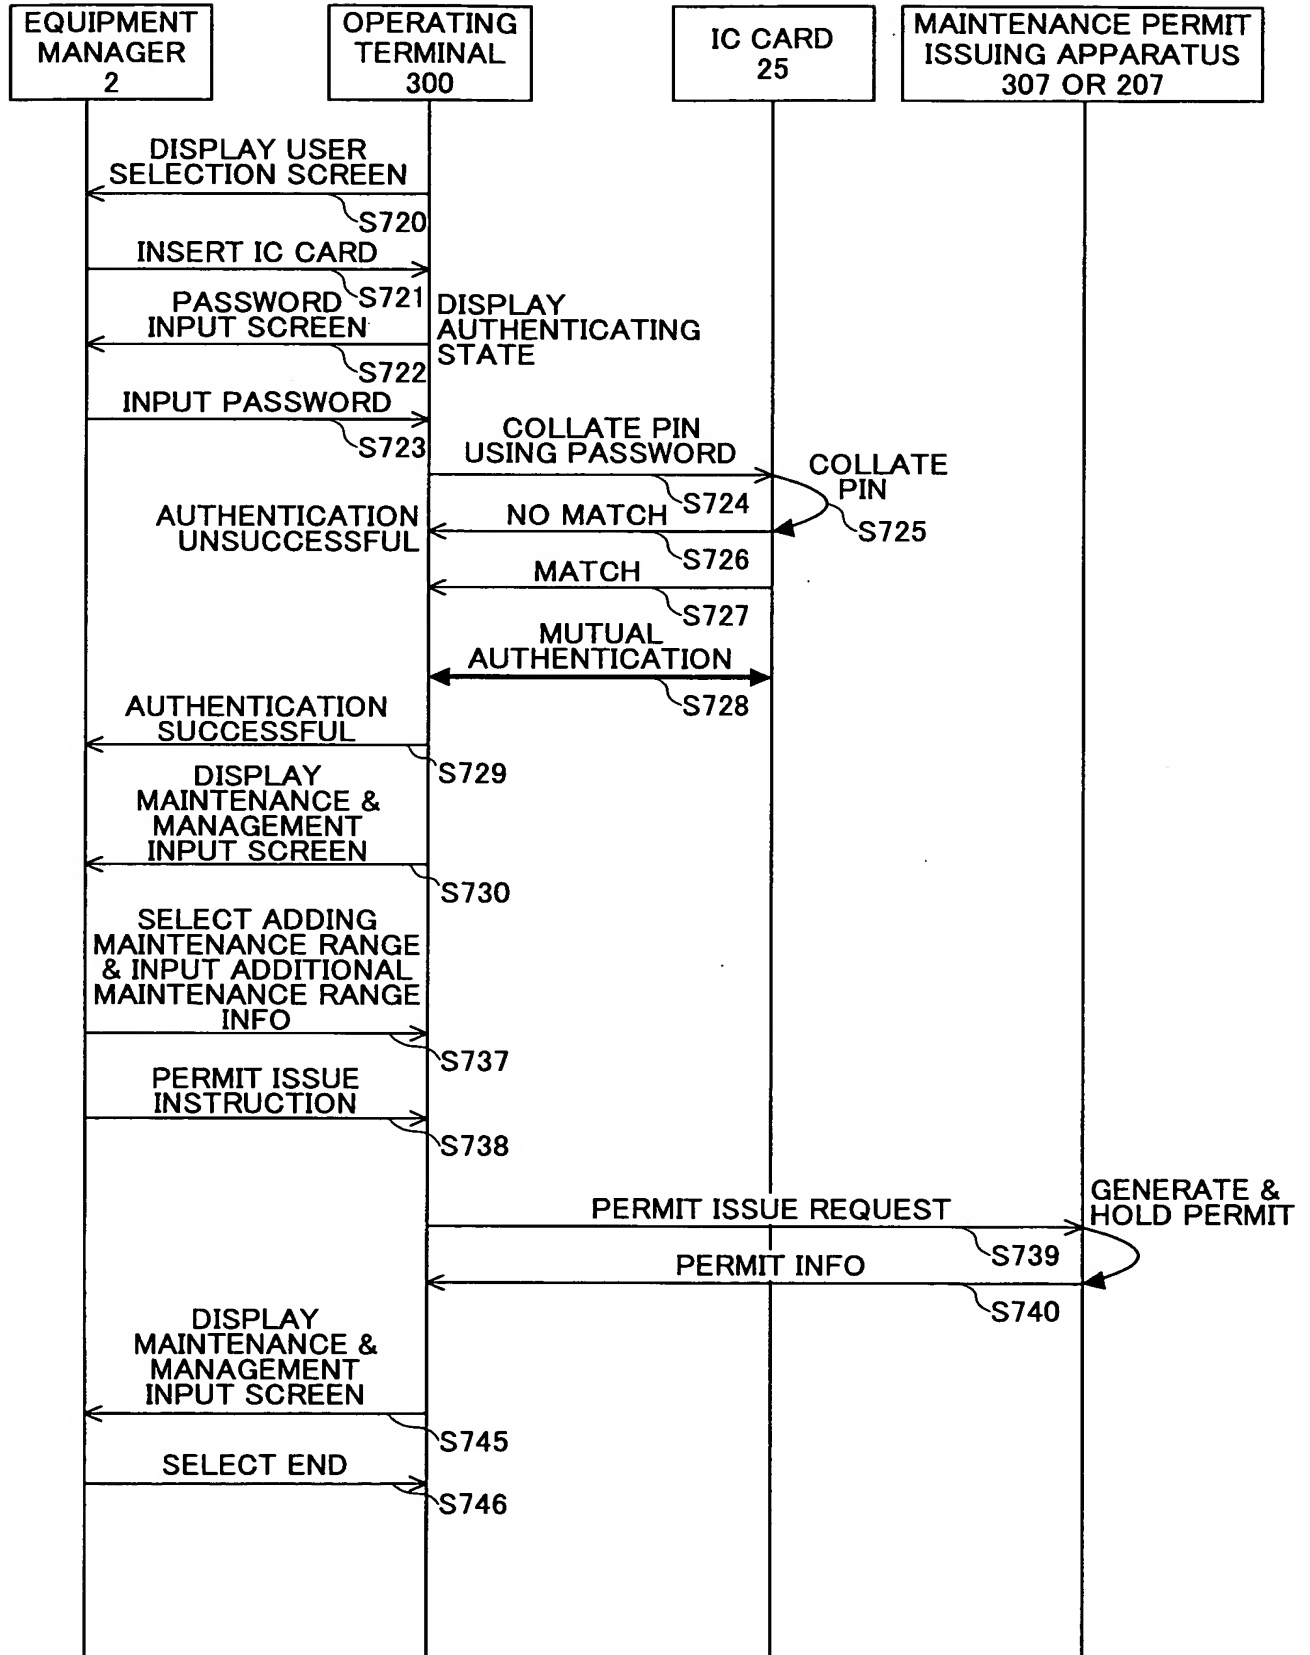 EQUIPMENT
MANAGER
2
OPERATING
TERMINAL
300
IC CARD
25
MAINTENANCE PERMIT
ISSUING APPARATUS
307 OR 207
DISPLAY USER
SELECTION SCREEN
S720
INSERT IC CARD
S721
PASSWORD
INPUT SCREEN
DISPLAY
AUTHENTICATING
STATE
S722
INPUT PASSWORD
S723
COLLATE PIN
USING PASSWORD
S724
COLLATE
PIN
S725
AUTHENTICATION
UNSUCCESSFUL
NO MATCH
S726
MATCH
S727
MUTUAL
AUTHENTICATION
S728
AUTHENTICATION
SUCCESSFUL
S729
DISPLAY
MAINTENANCE &
MANAGEMENT
INPUT SCREEN
S730
SELECT ADDING
MAINTENANCE RANGE
& INPUT ADDITIONAL
MAINTENANCE RANGE
INFO
S737
PERMIT ISSUE
INSTRUCTION
S738
PERMIT ISSUE REQUEST
S739
GENERATE &
HOLD PERMIT
PERMIT INFO
S740
DISPLAY
MAINTENANCE &
MANAGEMENT
INPUT SCREEN
S745
SELECT END
S746